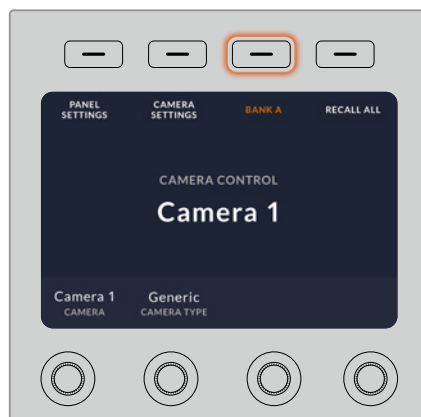 PANEL
SETTINGS
CAMERA
SETTINGS
BANK A
RECALL ALL
CAMERA CONTROL
Camera 1
Camera 1
CAMERA
Generic
CAMERA TYPE